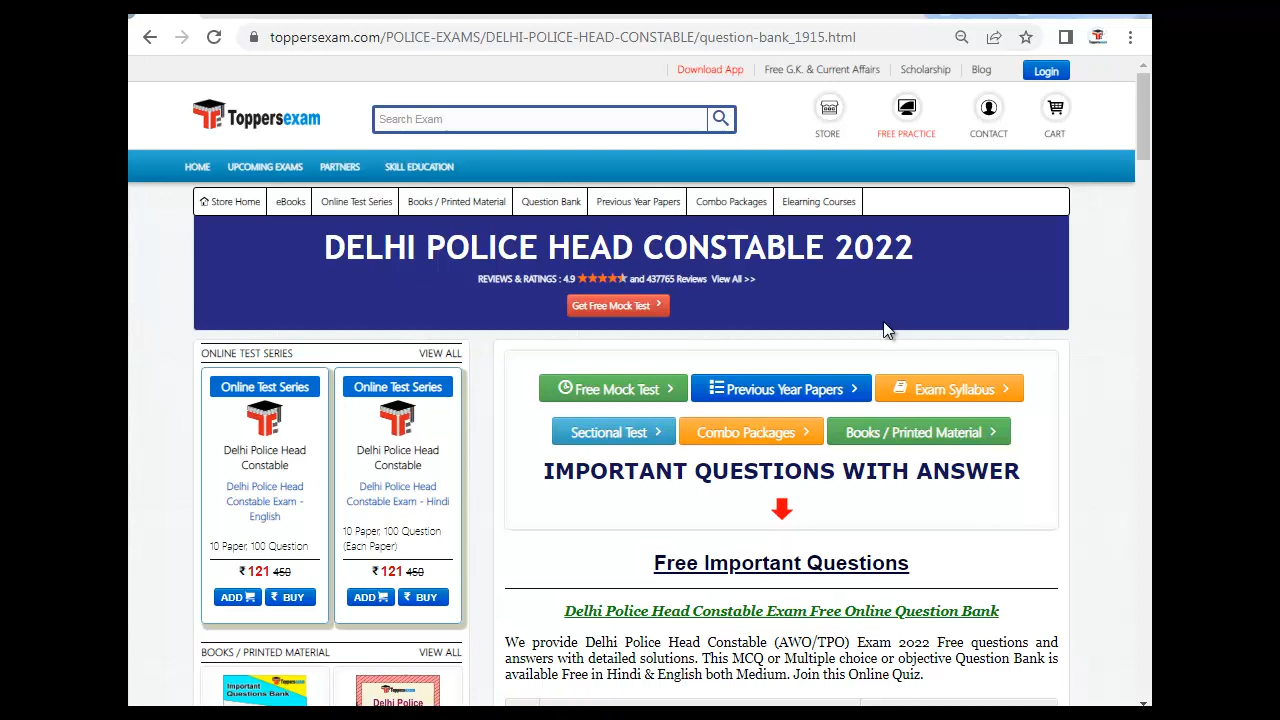 toppersexam.com/POLICE-EXAMS/DELHI-POLICE-HEAD-CONSTABLE/question-bank_1915.html
Download App Free G.K. & Current Affairs Scholarship Blog Login
Toppersexam
Search Exam
STORE FREE PRACTICE CONTACT CART
HOME UPCOMING EXAMS PARTNERS SKILL EDUCATION
Store Home eBooks Online Test Series Books / Printed Material Question Bank Previous Year Papers Combo Packages Elearning Courses
DELHI POLICE HEAD CONSTABLE 2022
REVIEWS & RATINGS : 4.9 and 437765 Reviews View All >>
Get Free Mock Test
ONLINE TEST SERIES VIEW ALL
Online Test Series
Delhi Police Head
Constable
Delhi Police Head
Constable Exam -
English
10 Paper, 100 Question
₹ 121 450
ADD ₹ BUY
Online Test Series
Delhi Police Head
Constable
Delhi Police Head
Constable Exam - Hindi
10 Paper, 100 Question
(Each Paper)
₹ 121 450
ADD ₹ BUY
BOOKS / PRINTED MATERIAL VIEW ALL
Toppersexam
Important
Questions Bank
Toppersexam
Delhi Police
Free Mock Test Previous Year Papers Exam Syllabus
Sectional Test Combo Packages Books / Printed Material
IMPORTANT QUESTIONS WITH ANSWER
Free Important Questions
Delhi Police Head Constable Exam Free Online Question Bank
We provide Delhi Police Head Constable (AWO/TPO) Exam 2022 Free questions and
answers with detailed solutions. This MCQ or Multiple choice or objective Question Bank is
available Free in Hindi & English both Medium. Join this Online Quiz.